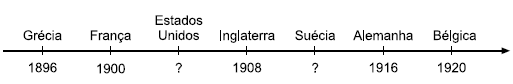 Estados
Grécia França Unidos Inglaterra Suécia Alemanha Bélgica
1896 1900 ? 1908 ? 1916 1920